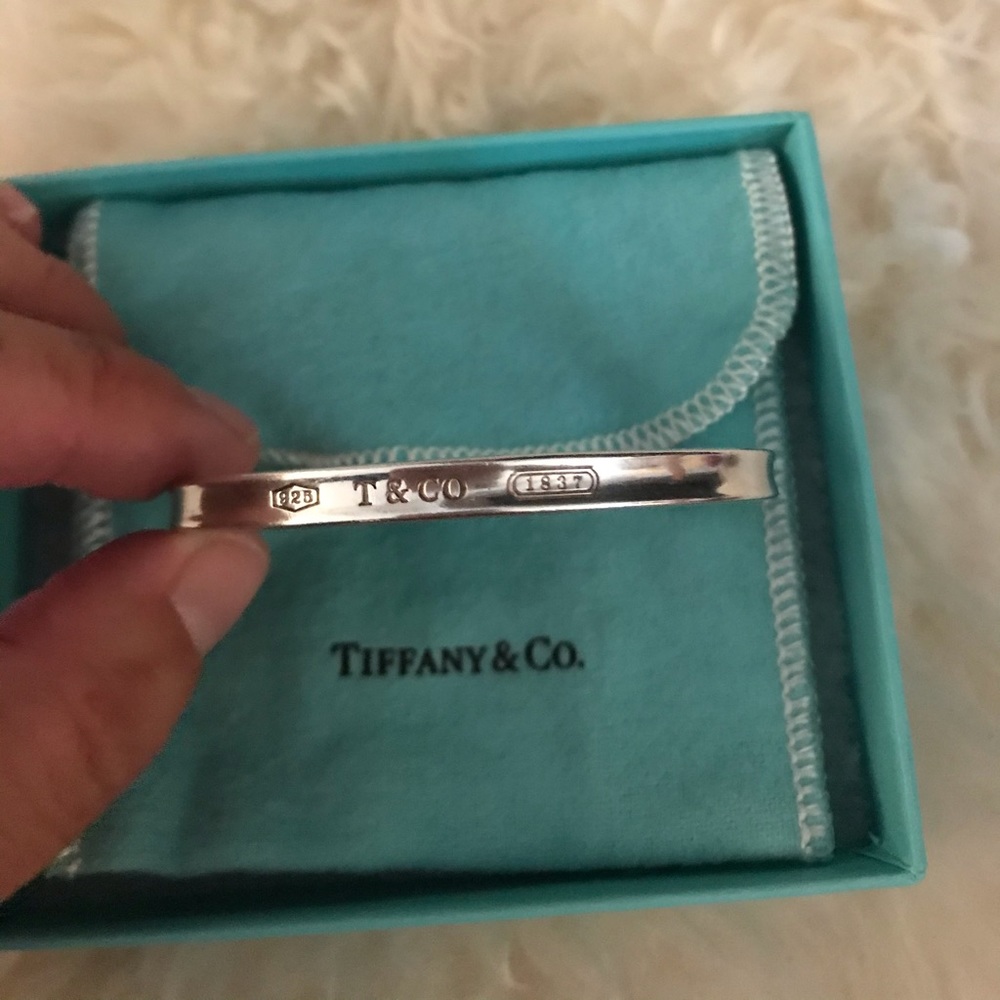 925 T & CO 1837
TIFFANY & CO.